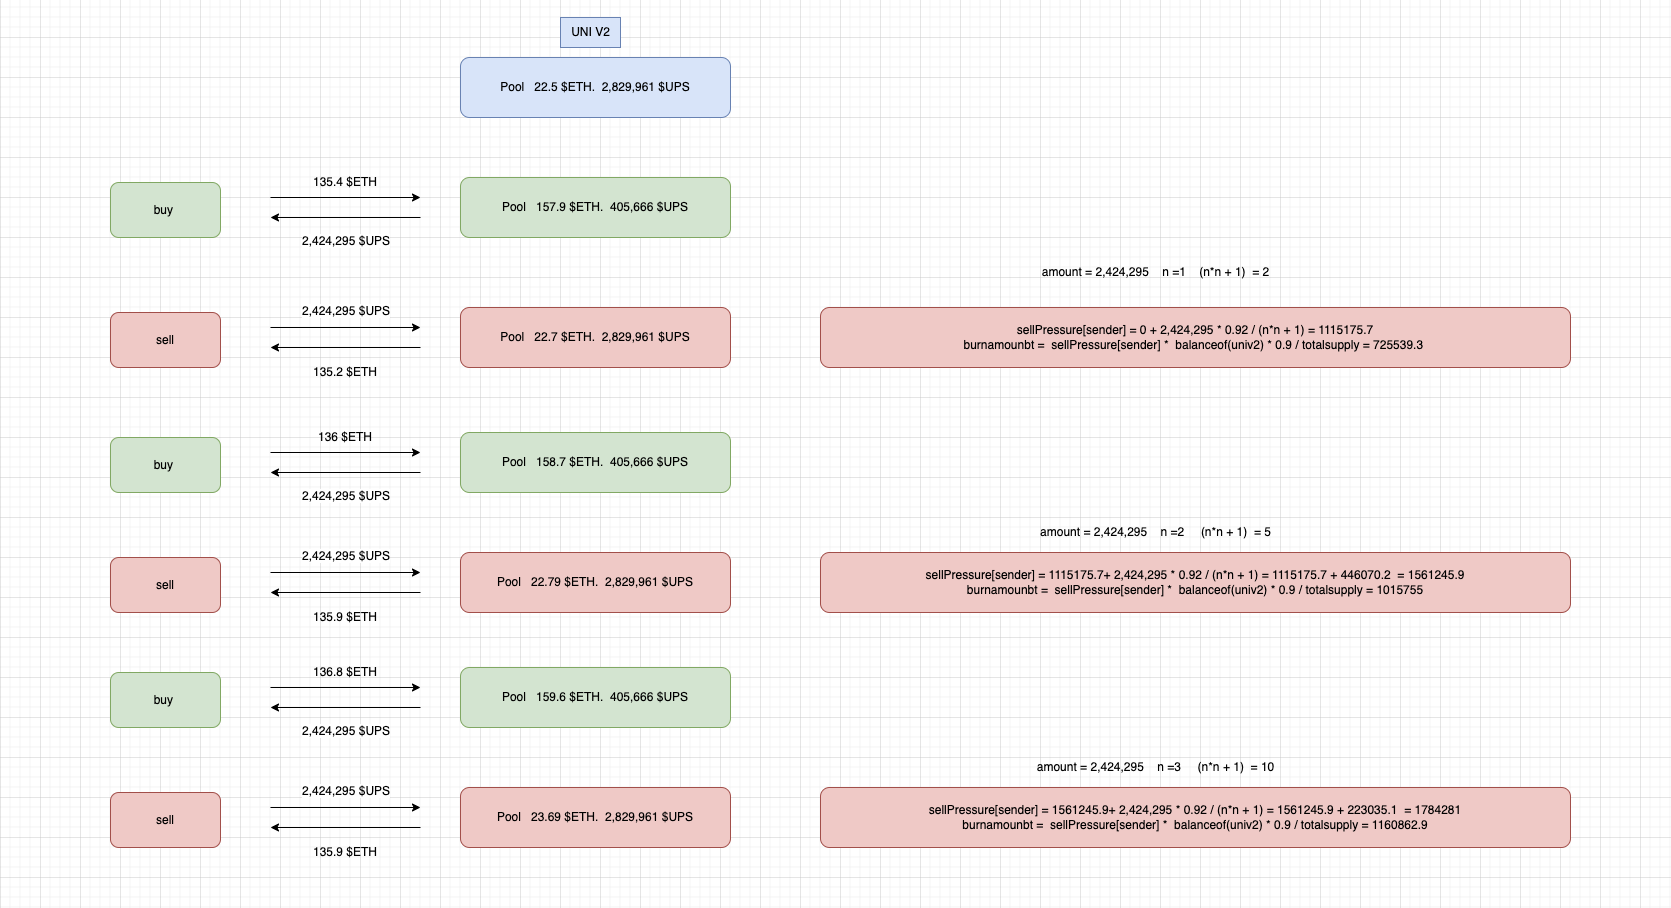 UNI V2
Pool 22.5 $ETH. 2,829,961 $UPS
135.4 $ETH
buy
Pool 157.9 $ETH. 405,666 $UPS
2,424,295 $UPS
amount = 2,424,295 n =1 (n*n + 1) = 2
2,424,295 $UPS
sell
Pool 22.7 $ETH. 2,829,961 $UPS
135.2 $ETH
sellPressure[sender] = 0 + 2,424,295 * 0.92 / (n*n + 1) = 1115175.7
burnamounbt = sellPressure[sender] * balanceof(univ2) * 0.9 / totalsupply = 725539.3
136 $ETH
buy
Pool 158.7 $ETH. 405,666 $UPS
2,424,295 $UPS
amount = 2,424,295 n =2 (n*n + 1) = 5
2,424,295 $UPS
sell
Pool 22.79 $ETH. 2,829,961 $UPS
135.9 $ETH
sellPressure[sender] = 1115175.7+ 2,424,295 * 0.92 / (n*n + 1) = 1115175.7 + 446070.2 = 1561245.9
burnamounbt = sellPressure[sender] * balanceof(univ2) * 0.9 / totalsupply = 1015755
136.8 $ETH
buy
Pool 159.6 $ETH. 405,666 $UPS
2,424,295 $UPS
amount = 2,424,295 n =3 (n*n + 1) = 10
2,424,295 $UPS
sell
Pool 23.69 $ETH. 2,829,961 $UPS
135.9 $ETH
sellPressure[sender] = 1561245.9+ 2,424,295 * 0.92 / (n*n + 1) = 1561245.9 + 223035.1 = 1784281
burnamounbt = sellPressure[sender] * balanceof(univ2) * 0.9 / totalsupply = 1160862.9